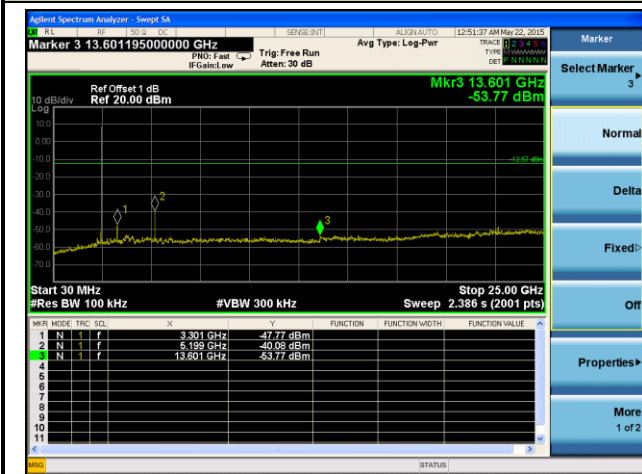 Agilent Spectrum Analyzer - Swept SA
RL RF 50 Ω DC SENSE:INT ALIGN AUTO 12:51:37 AM May 22, 2015
Marker 3 13.601195000000 GHz
PNO: Fast
IFGain:Low
Trig: Free Run
Atten: 30 dB
Avg Type: Log-Pwr
TRACE 1 2 3 4 5 6
TYPE
DET P N N N N N
Ref Offset 1 dB
Ref 20.00 dBm
10 dB/div
Log
Mkr3 13.601 GHz
-53.77 dBm
10.0
0.00
-10.0
-12.67 dBm
-20.0
-30.0
-40.0
-50.0
-60.0
-70.0
1
2
3
Start 30 MHz
Stop 25.00 GHz
#Res BW 100 kHz #VBW 300 kHz Sweep 2.386 s (2001 pts)
MKR MODE TRC SCL X Y FUNCTION FUNCTION WIDTH FUNCTION VALUE
1 N 1 f 3.301 GHz -47.77 dBm
2 N 1 f 5.199 GHz -40.08 dBm
3 N 1 f 13.601 GHz -53.77 dBm
4
5
6
7
8
9
10
11
MSG STATUS
Marker
Select Marker
3
Normal
Delta
Fixed
Off
Properties
More
1 of 2